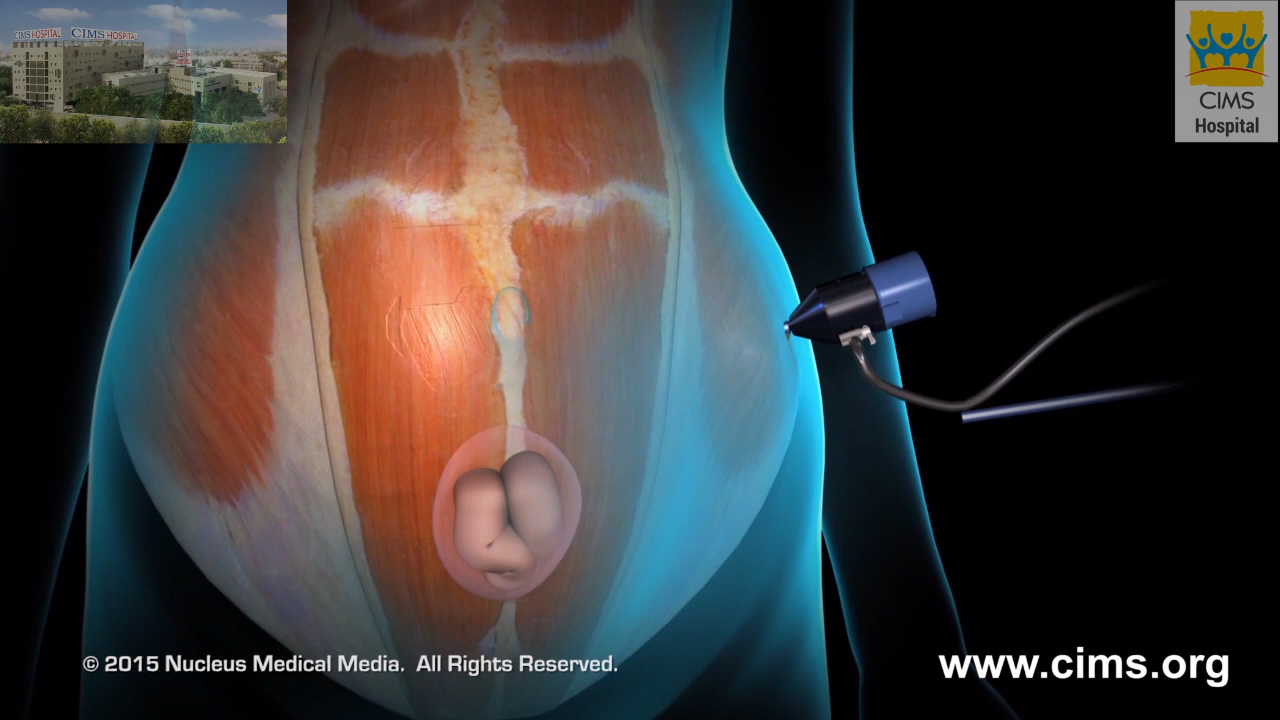 CIMS HOSPITAL CIMS HOSPITAL
CIMS
Hospital
© 2015 Nucleus Medical Media. All Rights Reserved.
www.cims.org